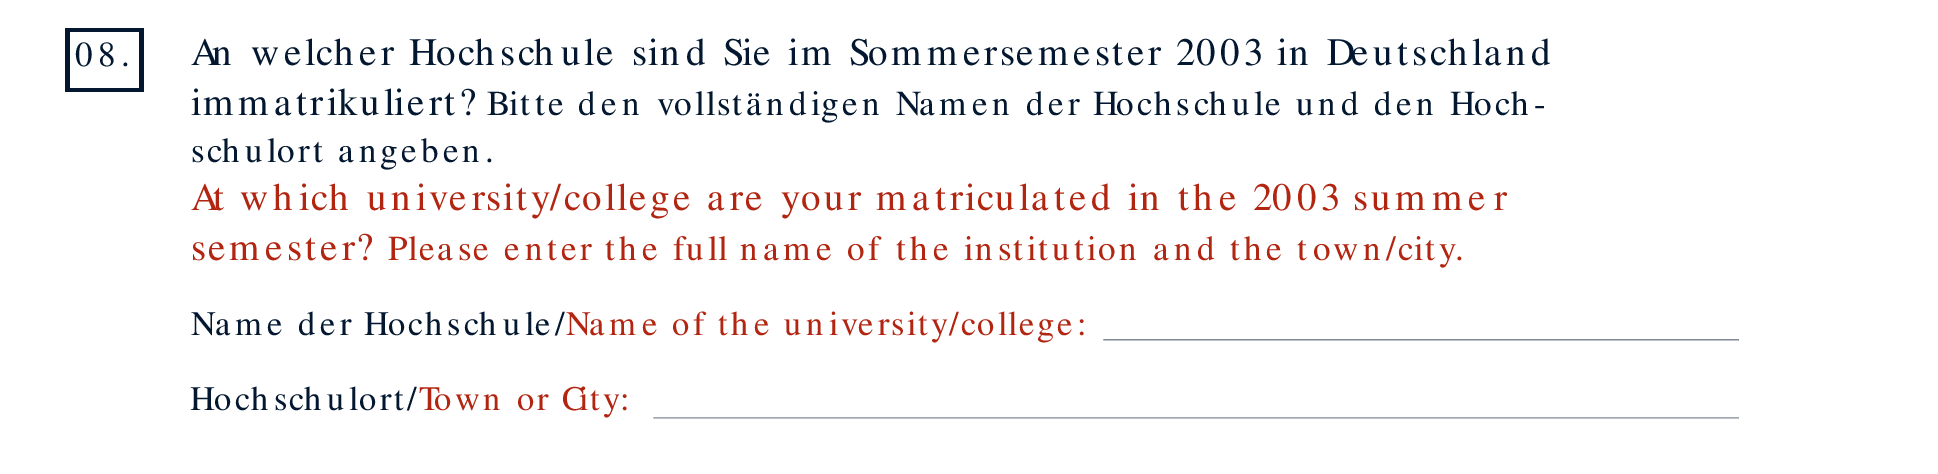 08.
An welcher Hochschule sind Sie im Sommersemester 2003 in Deutschland
immatrikuliert? Bitte den vollständigen Namen der Hochschule und den Hoch-
schulort angeben.
At which university/college are your matriculated in the 2003 summer
semester? Please enter the full name of the institution and the town/city.
Name der Hochschule/Name of the university/college:
Hochschulort/Town or City: